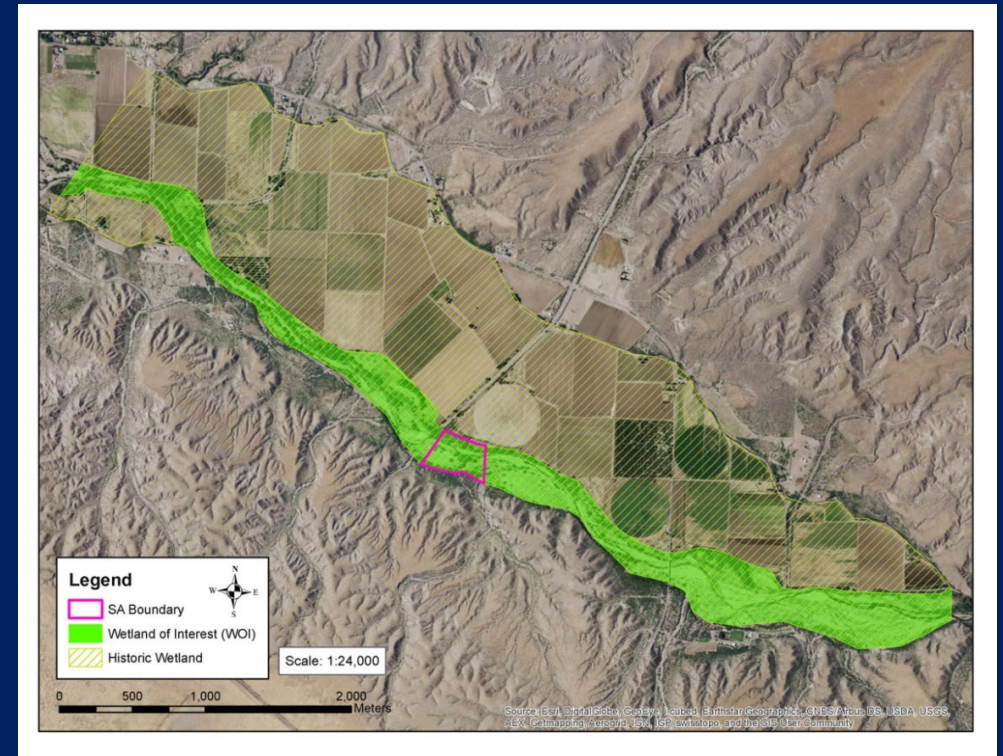 Legend
N
W
E
S
SA Boundary
Wetland of Interest (WOI)
Historic Wetland
Scale: 1:24,000
0 500 1,000 2,000
Meters
Source: Esri, DigitalGlobe, GeoEye, i-cubed, Earthstar Geographics, CNES/Airbus DS, USDA, USGS,
AEX, Getmapping, Aerogrid, IGN, IGP, swisstopo, and the GIS User Community